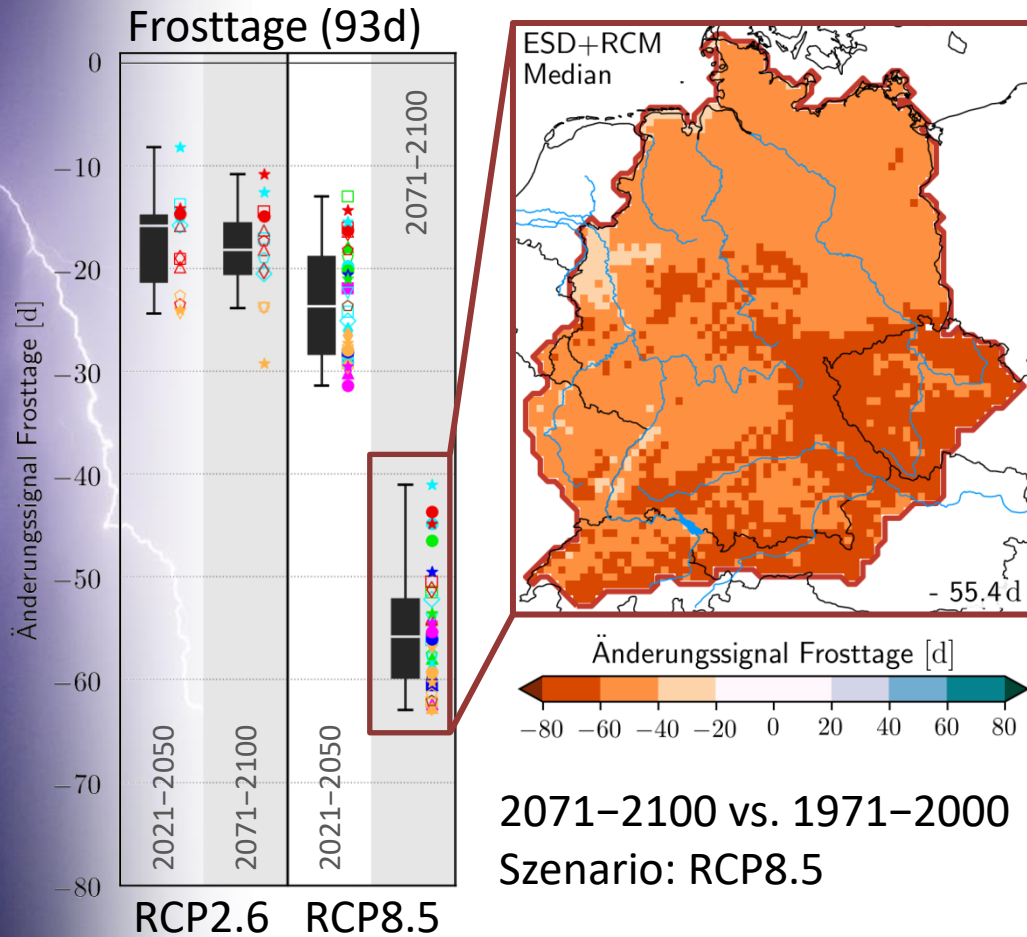 Frosttage (93d)
Änderungssignal Frosttage [d]
0
−10
−20
−30
−40
−50
−60
−70
−80
2021−2050
2071−2100
2021−2050
2071−2100
RCP2.6
RCP8.5
ESD+RCM
Median
- 55.4 d
Änderungssignal Frosttage [d]
−80 −60 −40 −20 0 20 40 60 80
2071−2100 vs. 1971−2000
Szenario: RCP8.5